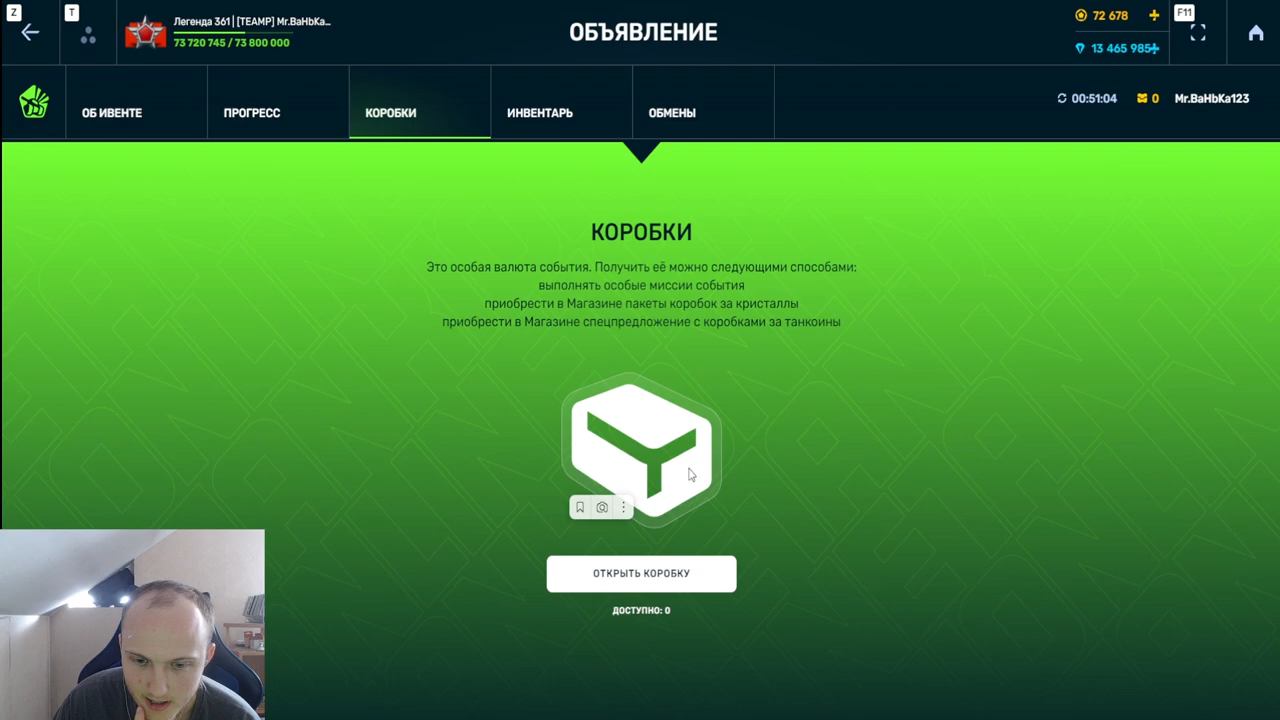 Z
T
Легенда 361 | [TEAMP] Mr.BaHbKa...
73 720 745 / 73 800 000
ОБЪЯВЛЕНИЕ
72 678
13 465 985
F11
ОБ ИВЕНТЕ
ПРОГРЕСС
КОРОБКИ
ИНВЕНТАРЬ
ОБМЕНЫ
00:51:04
0
Mr.BaHbKa123
КОРОБКИ
Это особая валюта события. Получить её можно следующими способами:
выполнять особые миссии события
приобрести в Магазине пакеты коробок за кристаллы
приобрести в Магазине спецпредложение с коробками за танкоины
ОТКРЫТЬ КОРОБКУ
ДОСТУПНО: 0